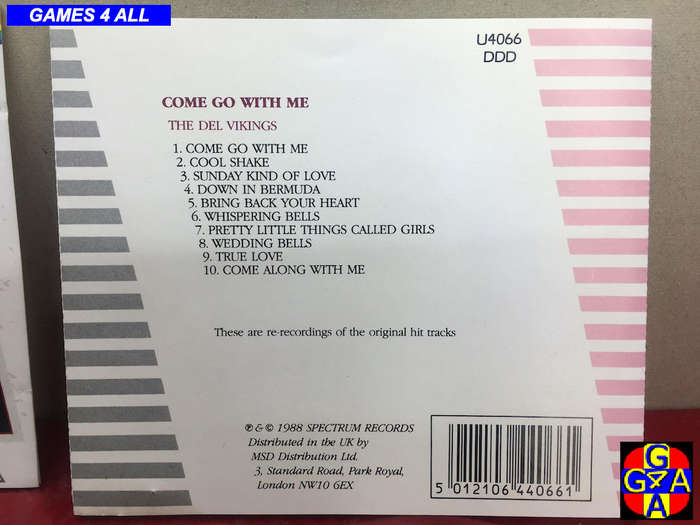 GAMES 4 ALL
U4066
DDD
COME GO WITH ME
THE DEL VIKINGS
1. COME GO WITH ME
2. COOL SHAKE
3. SUNDAY KIND OF LOVE
4. DOWN IN BERMUDA
5. BRING BACK YOUR HEART
6. WHISPERING BELLS
7. PRETTY LITTLE THINGS CALLED GIRLS
8. WEDDING BELLS
9. TRUE LOVE
10. COME ALONG WITH ME
These are re-recordings of the original hit tracks
℗ & © 1988 SPECTRUM RECORDS
Distributed in the UK by
MSD Distribution Ltd.
3, Standard Road, Park Royal,
London NW10 6EX
5 012106 440661
G
G4A
A